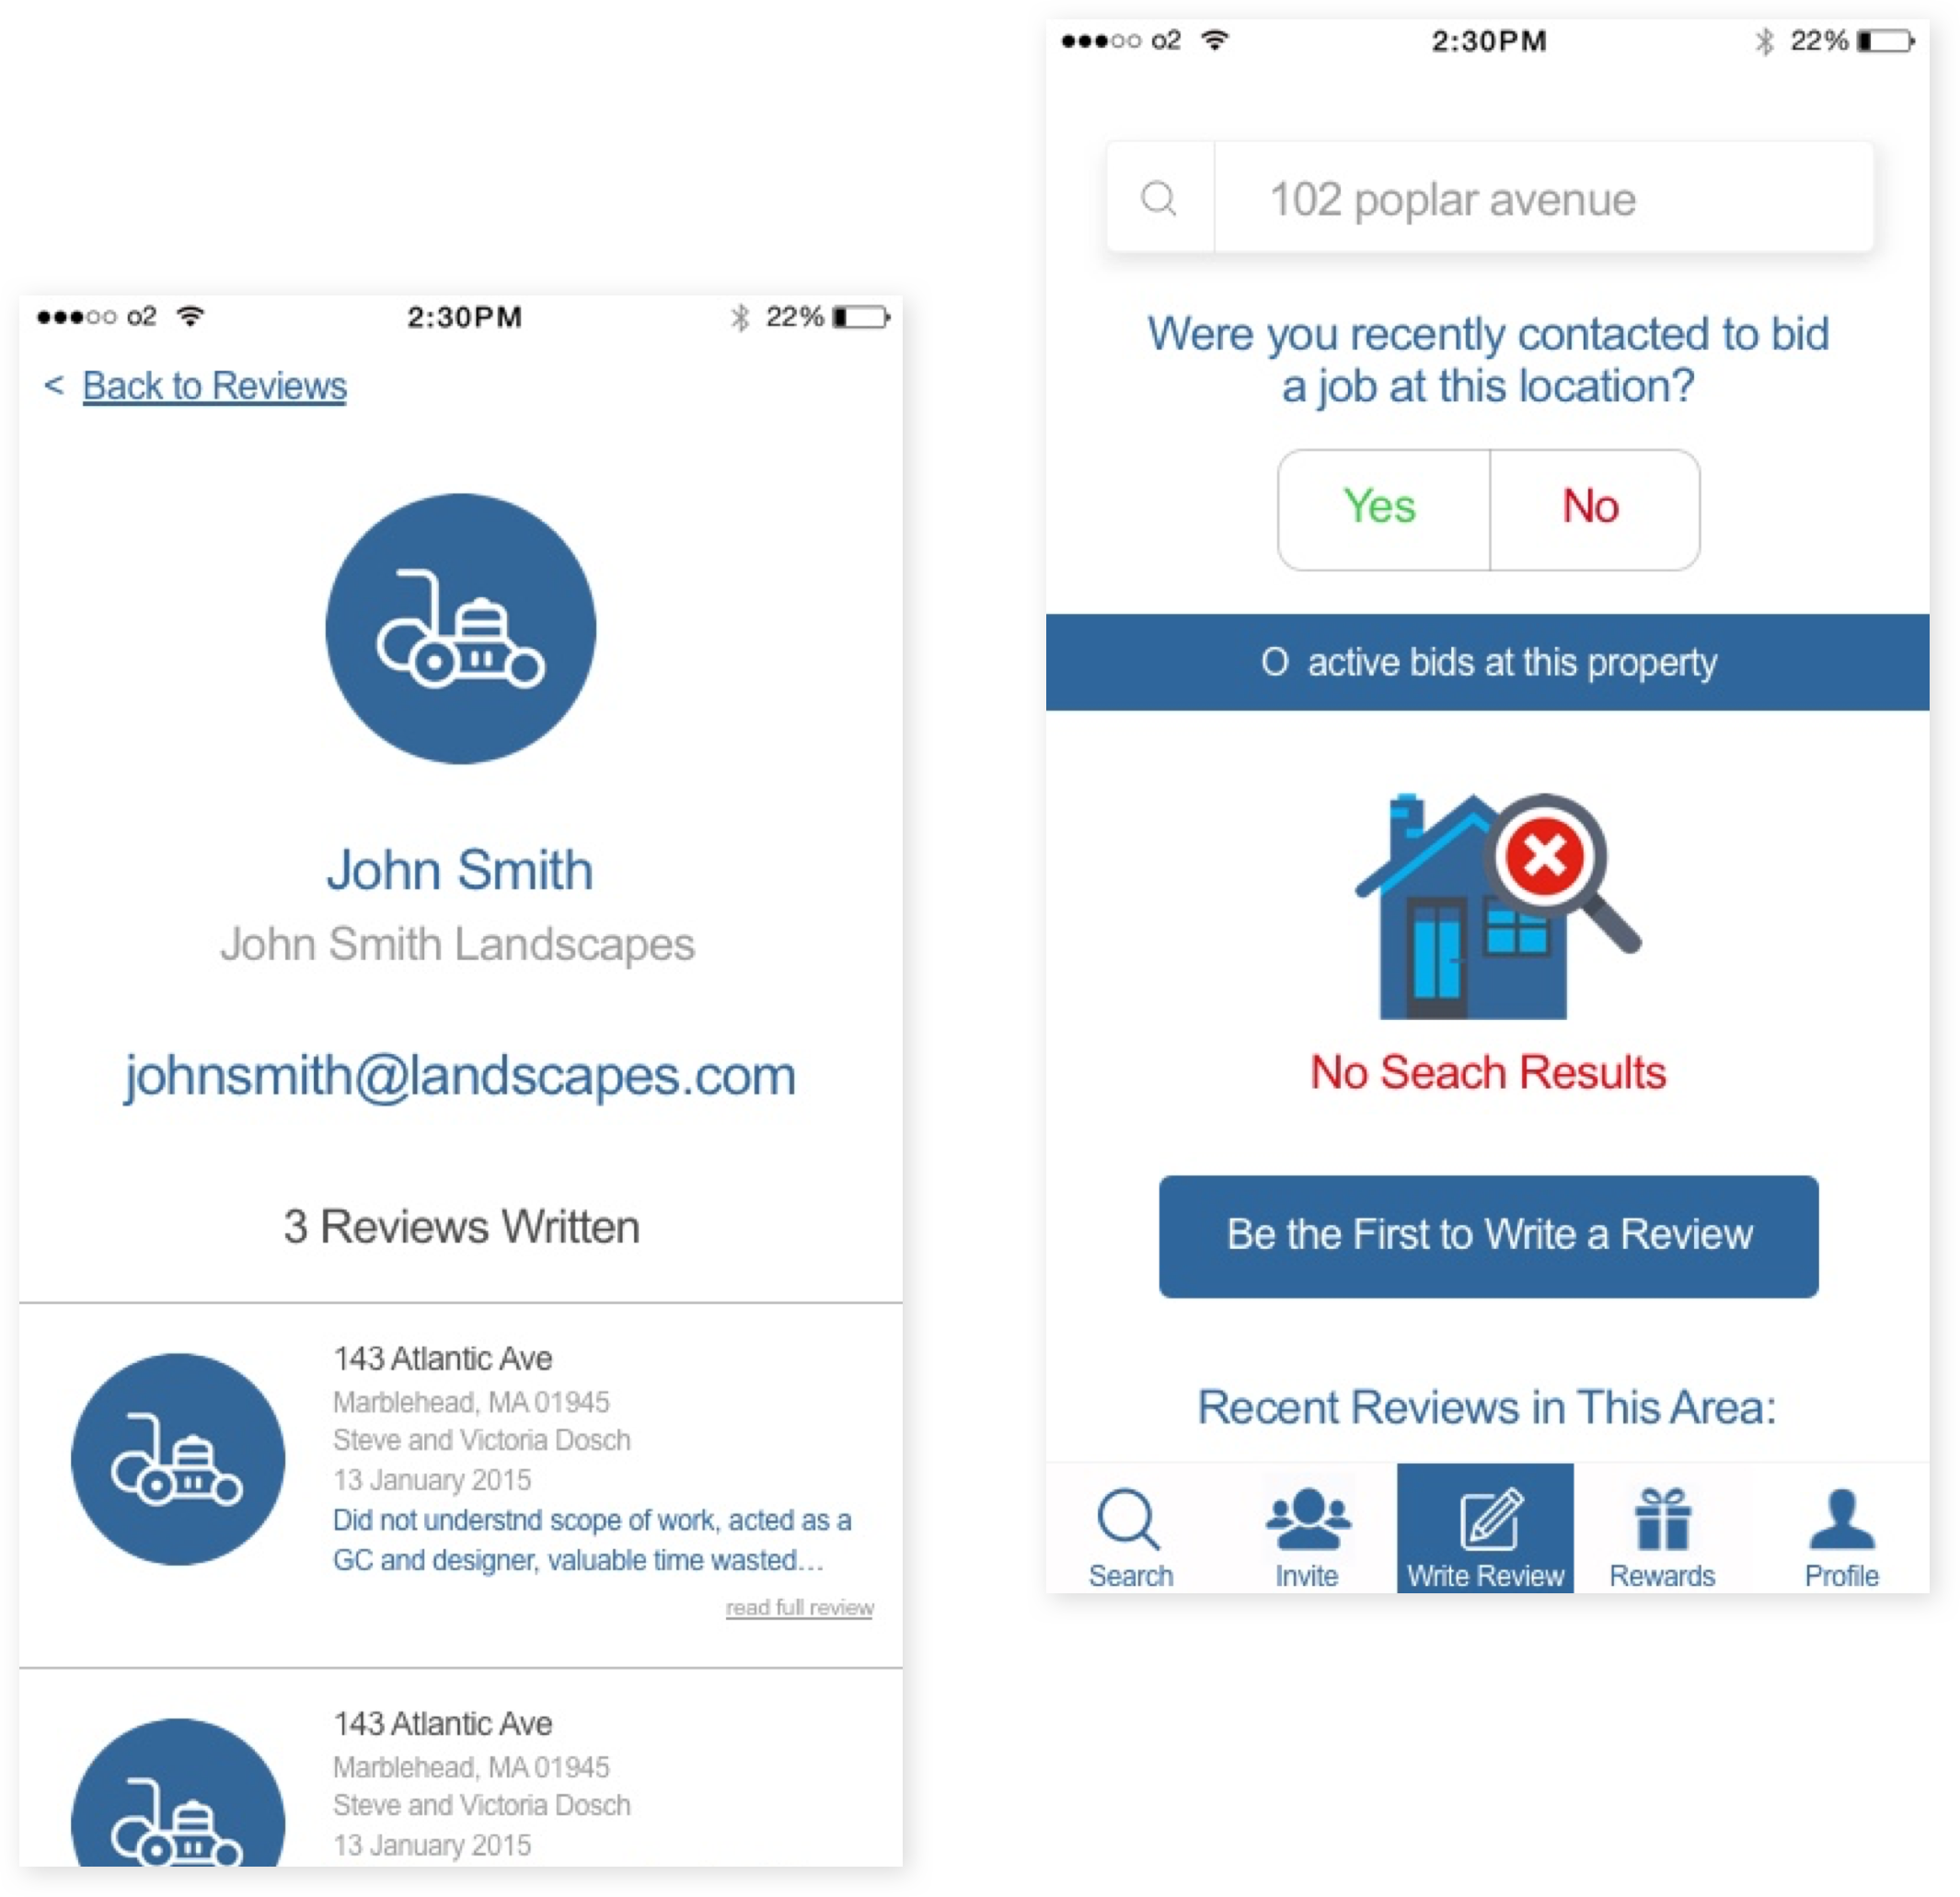 o2 2:30PM 22%
< Back to Reviews
John Smith
John Smith Landscapes
johnsmith@landscapes.com
3 Reviews Written
143 Atlantic Ave
Marblehead, MA 01945
Steve and Victoria Dosch
13 January 2015
Did not understnd scope of work, acted as a
GC and designer, valuable time wasted...
read full review
143 Atlantic Ave
Marblehead, MA 01945
Steve and Victoria Dosch
13 January 2015
o2 2:30PM 22%
102 poplar avenue
Were you recently contacted to bid
a job at this location?
Yes No
O active bids at this property
No Seach Results
Be the First to Write a Review
Recent Reviews in This Area:
Search Invite Write Review Rewards Profile